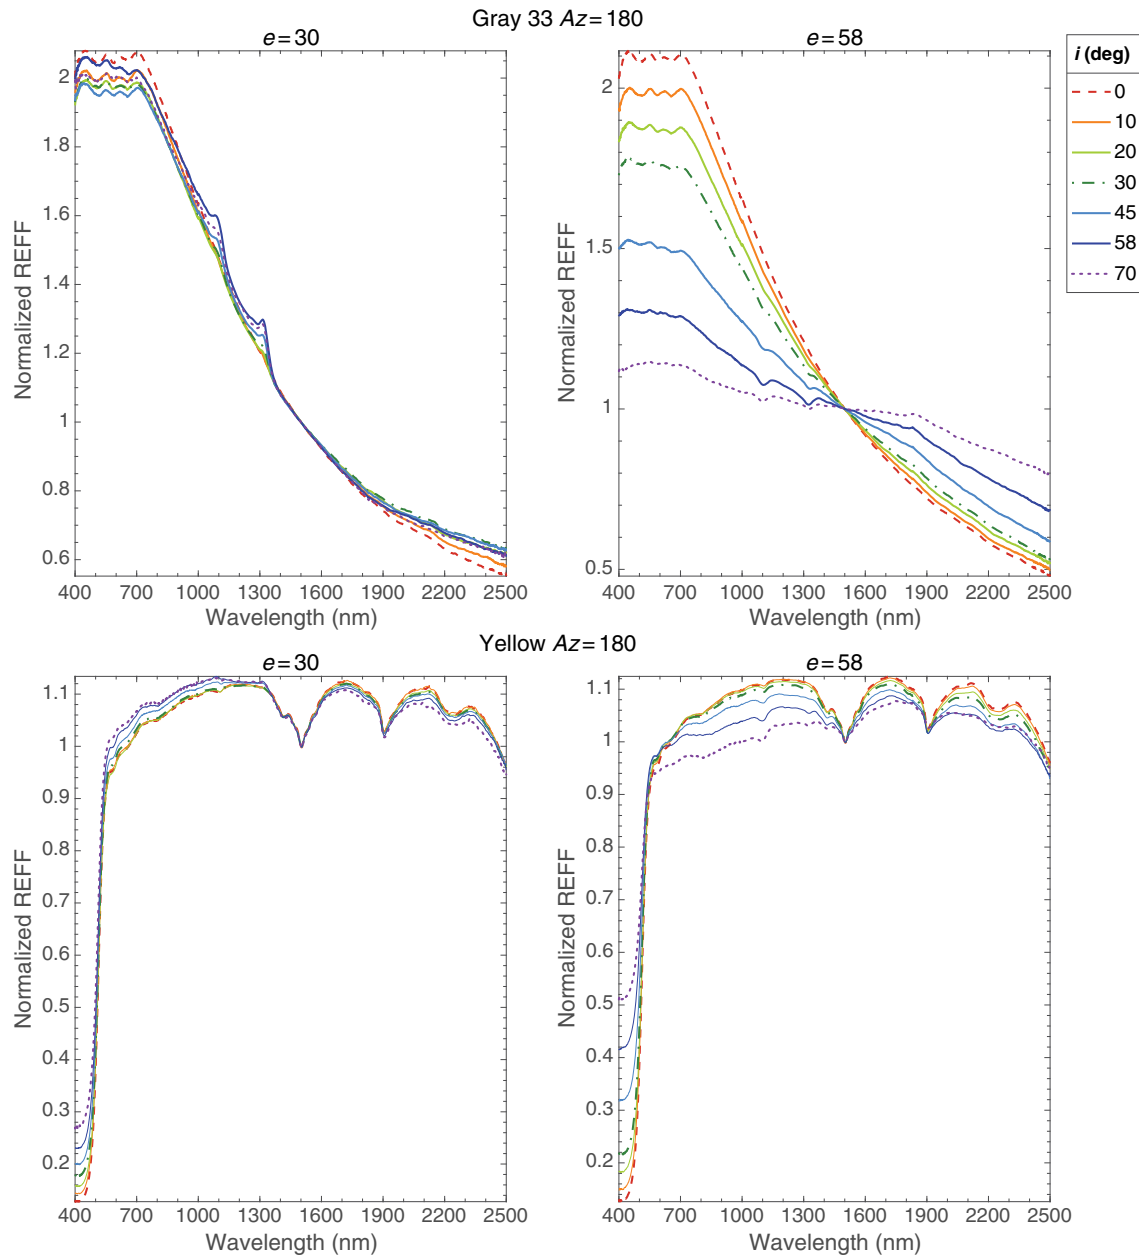 Gray 33 Az=180
e=30
e=58
i (deg)
0
10
20
30
45
58
70
Normalized REFF
2
1.8
1.6
1.4
1.2
1
0.8
0.6
400 700 1000 1300 1600 1900 2200 2500
Wavelength (nm)
Normalized REFF
2
1.5
1
0.5
400 700 1000 1300 1600 1900 2200 2500
Wavelength (nm)
Yellow Az=180
e=30
e=58
Normalized REFF
1.1
1
0.9
0.8
0.7
0.6
0.5
0.4
0.3
0.2
400 700 1000 1300 1600 1900 2200 2500
Wavelength (nm)
Normalized REFF
1.1
1
0.9
0.8
0.7
0.6
0.5
0.4
0.3
0.2
400 700 1000 1300 1600 1900 2200 2500
Wavelength (nm)